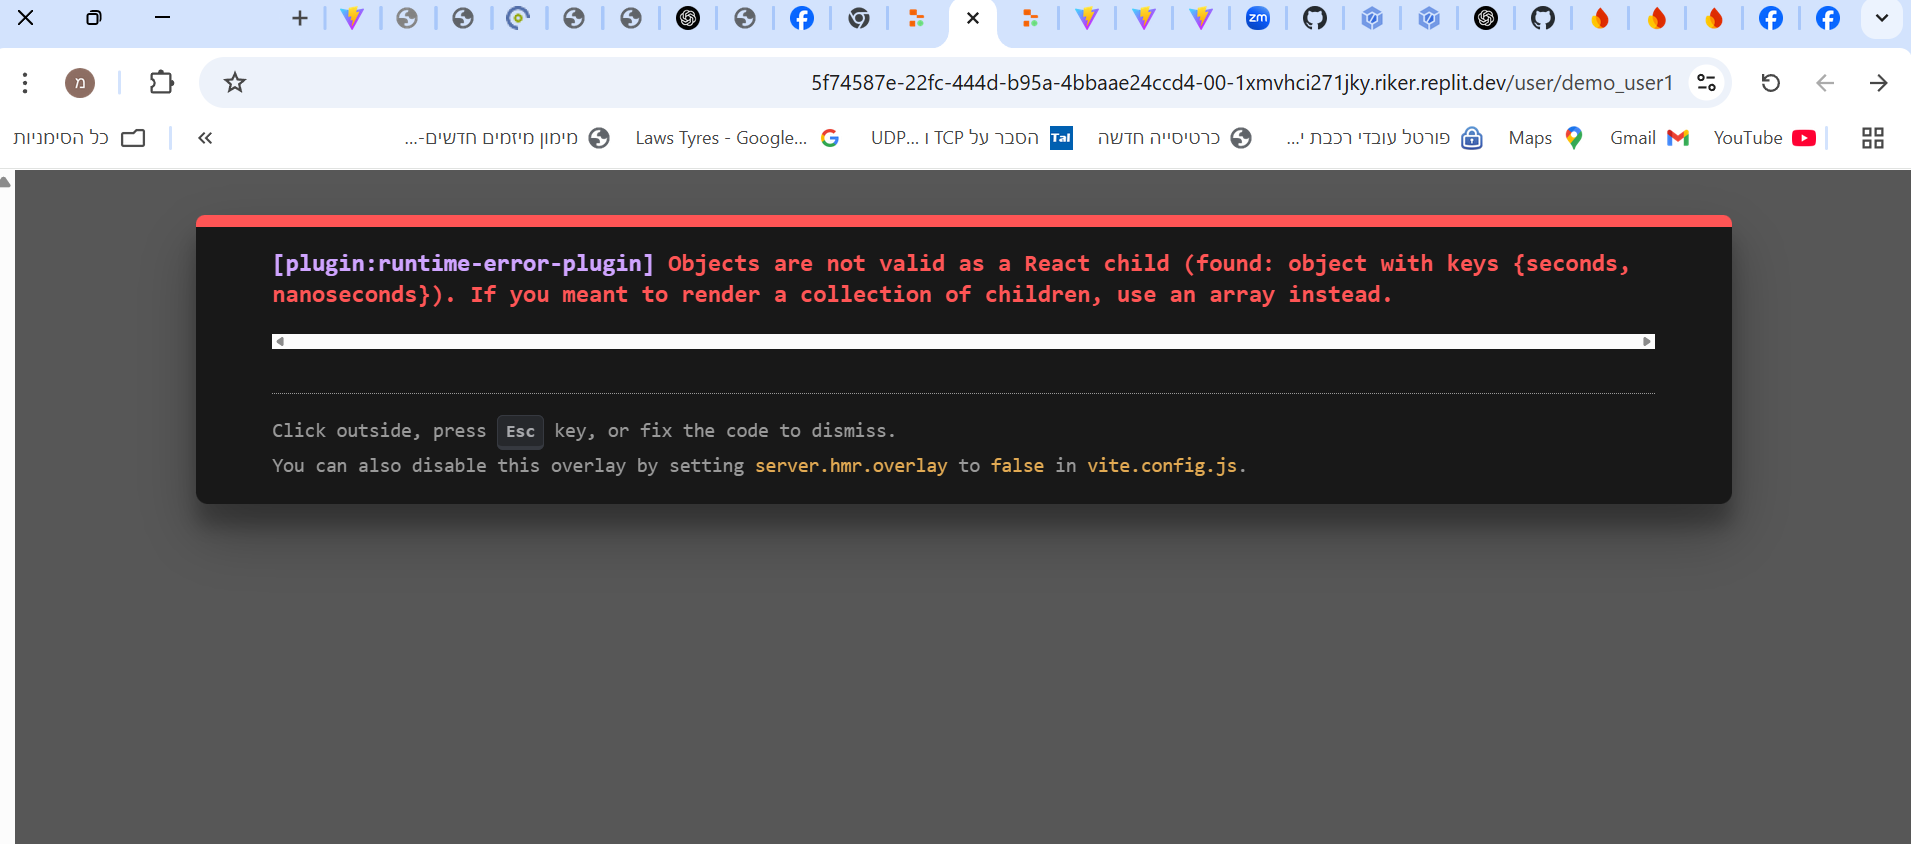 zm
מ
5f74587e-22fc-444d-b95a-4bbaae24ccd4-00-1xmvhci271jky.riker.replit.dev/user/demo_user1
YouTube
Gmail
Maps
פורטל עובדי רכבת י...
כרטיסייה חדשה
Tal
הסבר על TCP ו UDP...
Laws Tyres - Google...
מימון מיזמים חדשים-...
»
כל הסימניות
[plugin:runtime-error-plugin] Objects are not valid as a React child (found: object with keys {seconds,
nanoseconds}). If you meant to render a collection of children, use an array instead.
Click outside, press Esc key, or fix the code to dismiss.
You can also disable this overlay by setting server.hmr.overlay to false in vite.config.js.